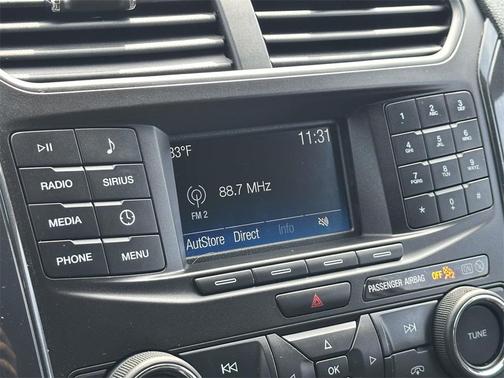 RADIO
SIRIUS
MEDIA
PHONE
MENU
83°F
11:31
88.7 MHz
FM 2
AutStore Direct Info
1
2 ABC
3 DEF
4 GHI
5 JKL
6 MNO
7 PQRS
8 TUV
9 WXYZ
*
0 +
#
PASSENGER AIRBAG OFF
OK
TUNE